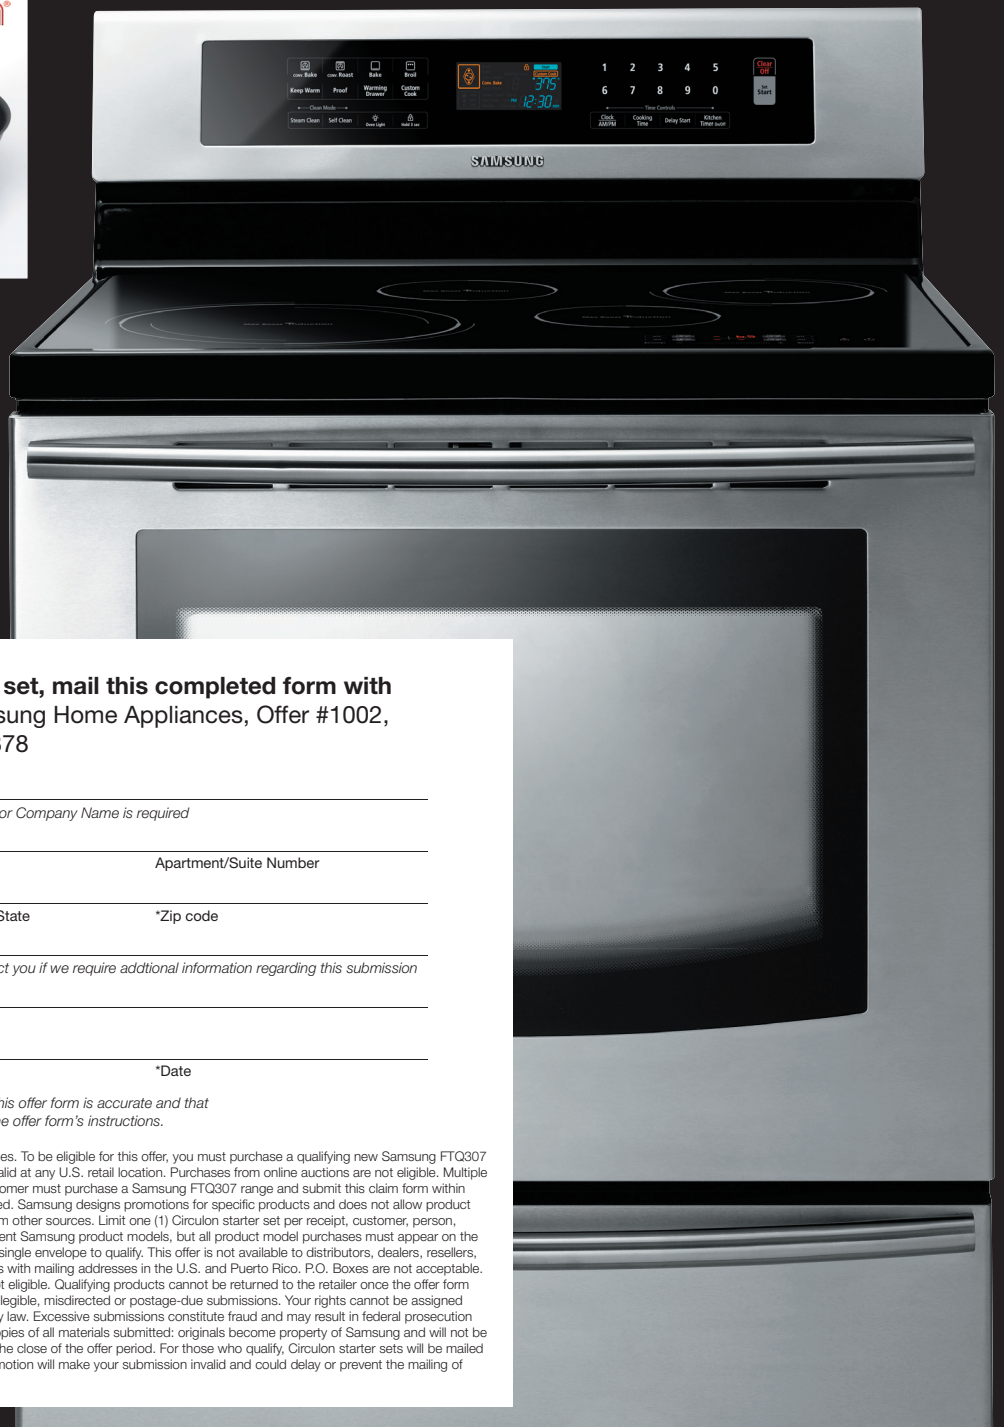 CONV. Bake CONV. Roast Bake Broil
Keep Warm Proof Warming Drawer Custom Cook
Clean Mode
Steam Clean Self Clean Oven Light Hold 3 sec
Conv. Bake
Custom Cook
375
PM 12:30
1 2 3 4 5
6 7 8 9 0
Time Controls
Clock AM/PM Cooking Time Delay Start Kitchen Timer On/Off
Clear Off
Set Start
SAMSUNG
set, mail this completed form with
sung Home Appliances, Offer #1002,
378
or Company Name is required
Apartment/Suite Number
State *Zip code
ct you if we require addtional information regarding this submission
*Date
his offer form is accurate and that
e offer form's instructions.
es. To be eligible for this offer, you must purchase a qualifying new Samsung FTQ307
alid at any U.S. retail location. Purchases from online auctions are not eligible. Multiple
omer must purchase a Samsung FTQ307 range and submit this claim form within
ed. Samsung designs promotions for specific products and does not allow product
m other sources. Limit one (1) Circulon starter set per receipt, customer, person,
ent Samsung product models, but all product model purchases must appear on the
single envelope to qualify. This offer is not available to distributors, dealers, resellers,
s with mailing addresses in the U.S. and Puerto Rico. P.O. Boxes are not acceptable.
t eligible. Qualifying products cannot be returned to the retailer once the offer form
legible, misdirected or postage-due submissions. Your rights cannot be assigned
y law. Excessive submissions constitute fraud and may result in federal prosecution
opies of all materials submitted: originals become property of Samsung and will not be
he close of the offer period. For those who qualify, Circulon starter sets will be mailed
motion will make your submission invalid and could delay or prevent the mailing of